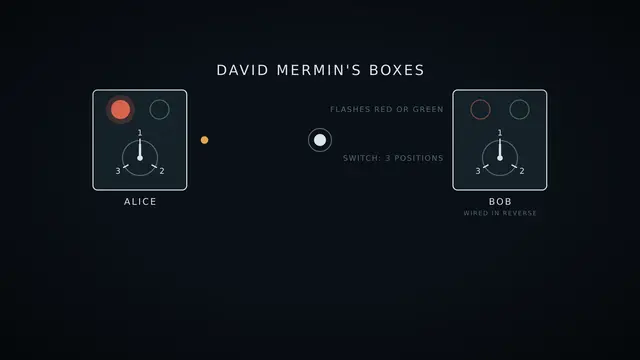 DAVID MERMIN'S BOXES
FLASHES RED OR GREEN
1
3
2
SWITCH: 3 POSITIONS
1
3
2
ALICE
BOB
WIRED IN REVERSE